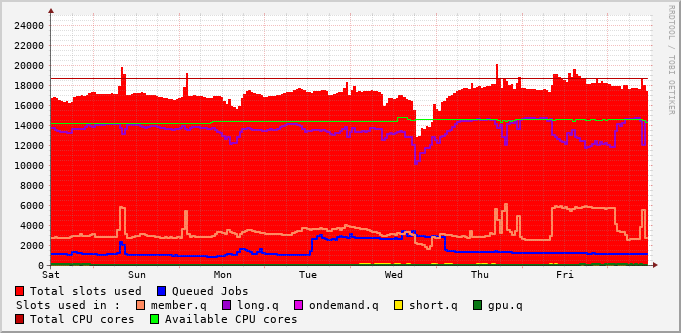 24000
22000
20000
18000
16000
14000
12000
10000
8000
6000
4000
2000
0
Sat Sun Mon Tue Wed Thu Fri
RRDTOOL / TOBI OETIKER
Total slots used Queued Jobs
Slots used in : member.q long.q ondemand.q short.q gpu.q
Total CPU cores Available CPU cores